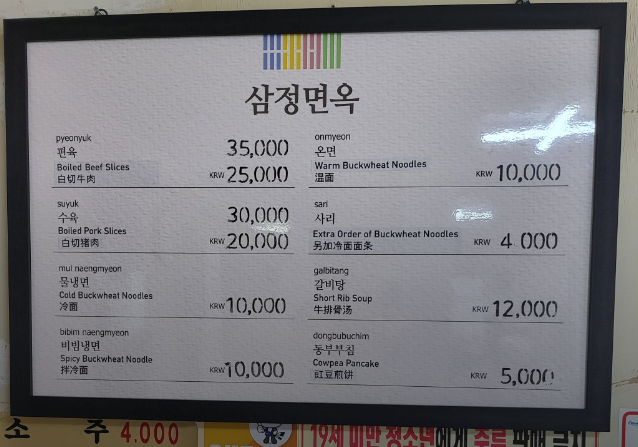 삼정면옥
pyeonyuk
편육 35,000
Boiled Beef Slices
白切牛肉 KRW 25,000
suyuk
수육 30,000
Boiled Pork Slices
白切猪肉 KRW 20,000
mul naengmyeon
물냉면
Cold Buckwheat Noodles
冷面 KRW 10,000
bibim naengmyeon
비빔냉면
Spicy Buckwheat Noodle
拌冷面 KRW 10,000
onmyeon
온면
Warm Buckwheat Noodles
温面 KRW 10,000
sari
사리
Extra Order of Buckwheat Noodles
另加冷面面条 KRW 4 000
galbitang
갈비탕
Short Rib Soup
牛排骨汤 KRW 12,000
dongbubuchim
동부부침
Cowpea Pancake
豇豆煎饼 KRW 5,000
소 주 4.000
19세 미만 청소년에게 주류 판매 금지